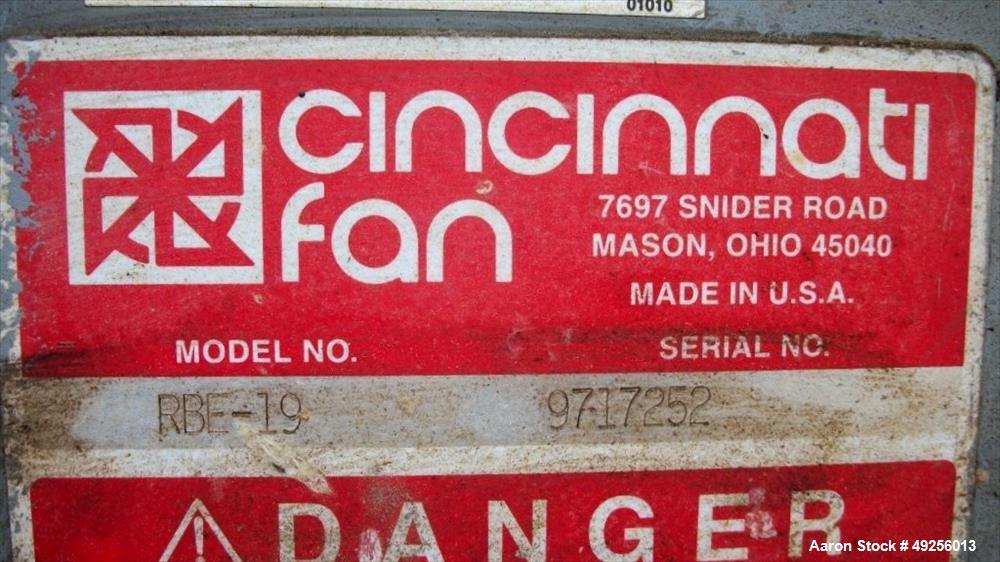 01010
cincinnati
fan
7697 SNIDER ROAD
MASON, OHIO 45040
MADE IN U.S.A.
MODEL NO. SERIAL NO.
RBE-19 9717252
DANGER
Aaron Stock # 49256013